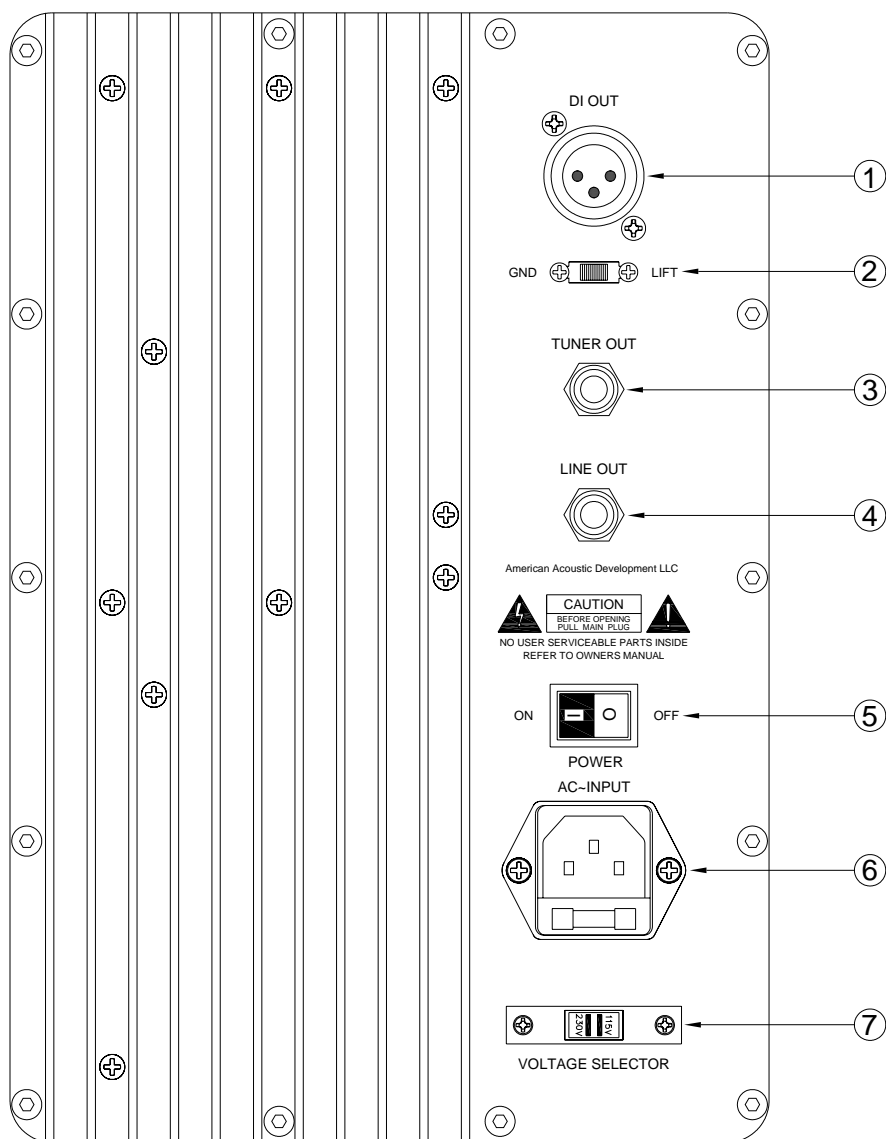 DI OUT
1
GND LIFT
2
TUNER OUT
3
LINE OUT
4
American Acoustic Development LLC
CAUTION
BEFORE OPENING
PULL MAIN PLUG
NO USER SERVICEABLE PARTS INSIDE
REFER TO OWNERS MANUAL
ON OFF
5
POWER
AC~INPUT
6
230V 115V
7
VOLTAGE SELECTOR